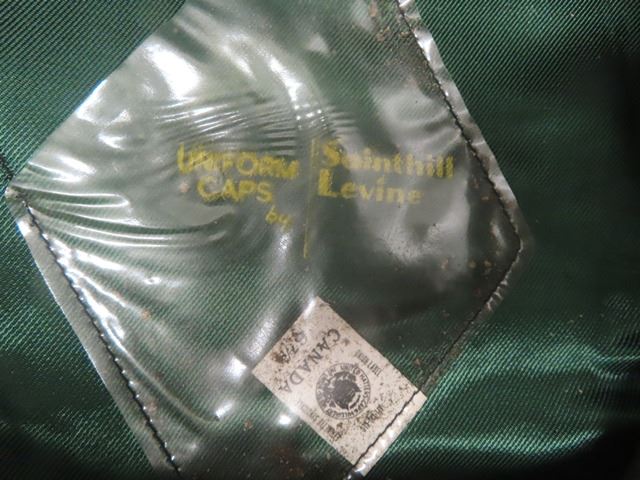 UNIFORM
CAPS
by
Sainthill
Levine
CANADA